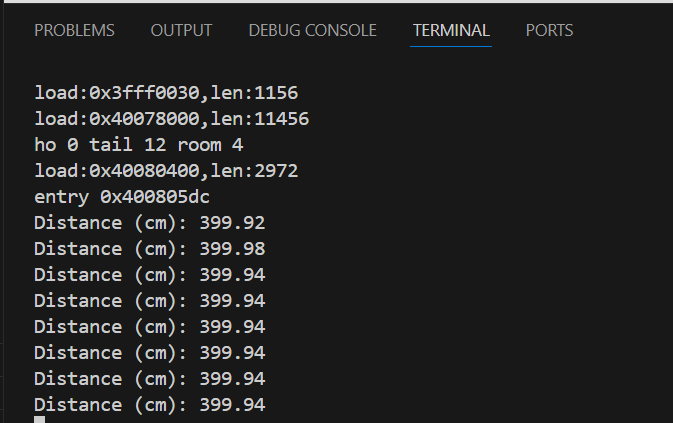 PROBLEMS OUTPUT DEBUG CONSOLE TERMINAL PORTS
load:0x3fff0030,len:1156
load:0x40078000,len:11456
ho 0 tail 12 room 4
load:0x40080400,len:2972
entry 0x400805dc
Distance (cm): 399.92
Distance (cm): 399.98
Distance (cm): 399.94
Distance (cm): 399.94
Distance (cm): 399.94
Distance (cm): 399.94
Distance (cm): 399.94
Distance (cm): 399.94